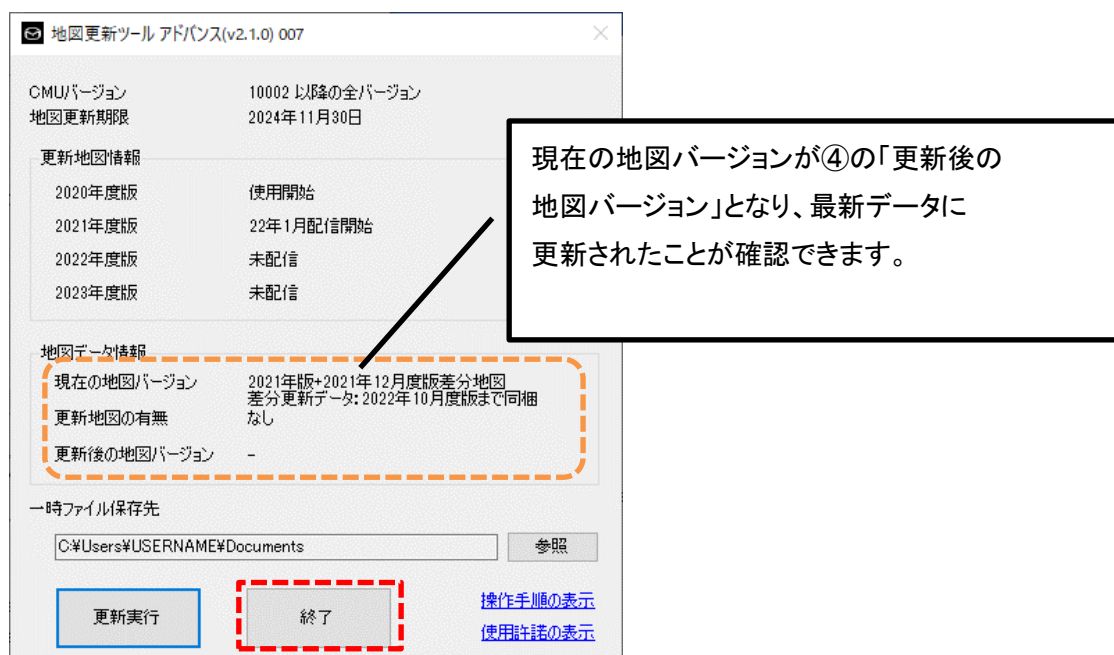 地図更新ツール アドバンス(v2.1.0) 007
CMUバージョン 10002 以降の全バージョン
地図更新期限 2024年11月30日
更新地図情報
2020年度版 使用開始
2021年度版 22年1月配信開始
2022年度版 未配信
2023年度版 未配信
現在の地図バージョンが④の「更新後の
地図バージョン」となり、最新データに
更新されたことが確認できます。
地図データ情報
現在の地図バージョン 2021年版+2021年12月度版差分地図
差分更新データ: 2022年10月度版まで同梱
更新地図の有無 なし
更新後の地図バージョン -
一時ファイル保存先
C:¥Users¥USERNAME¥Documents 参照
更新実行 終了 操作手順の表示
使用許諾の表示